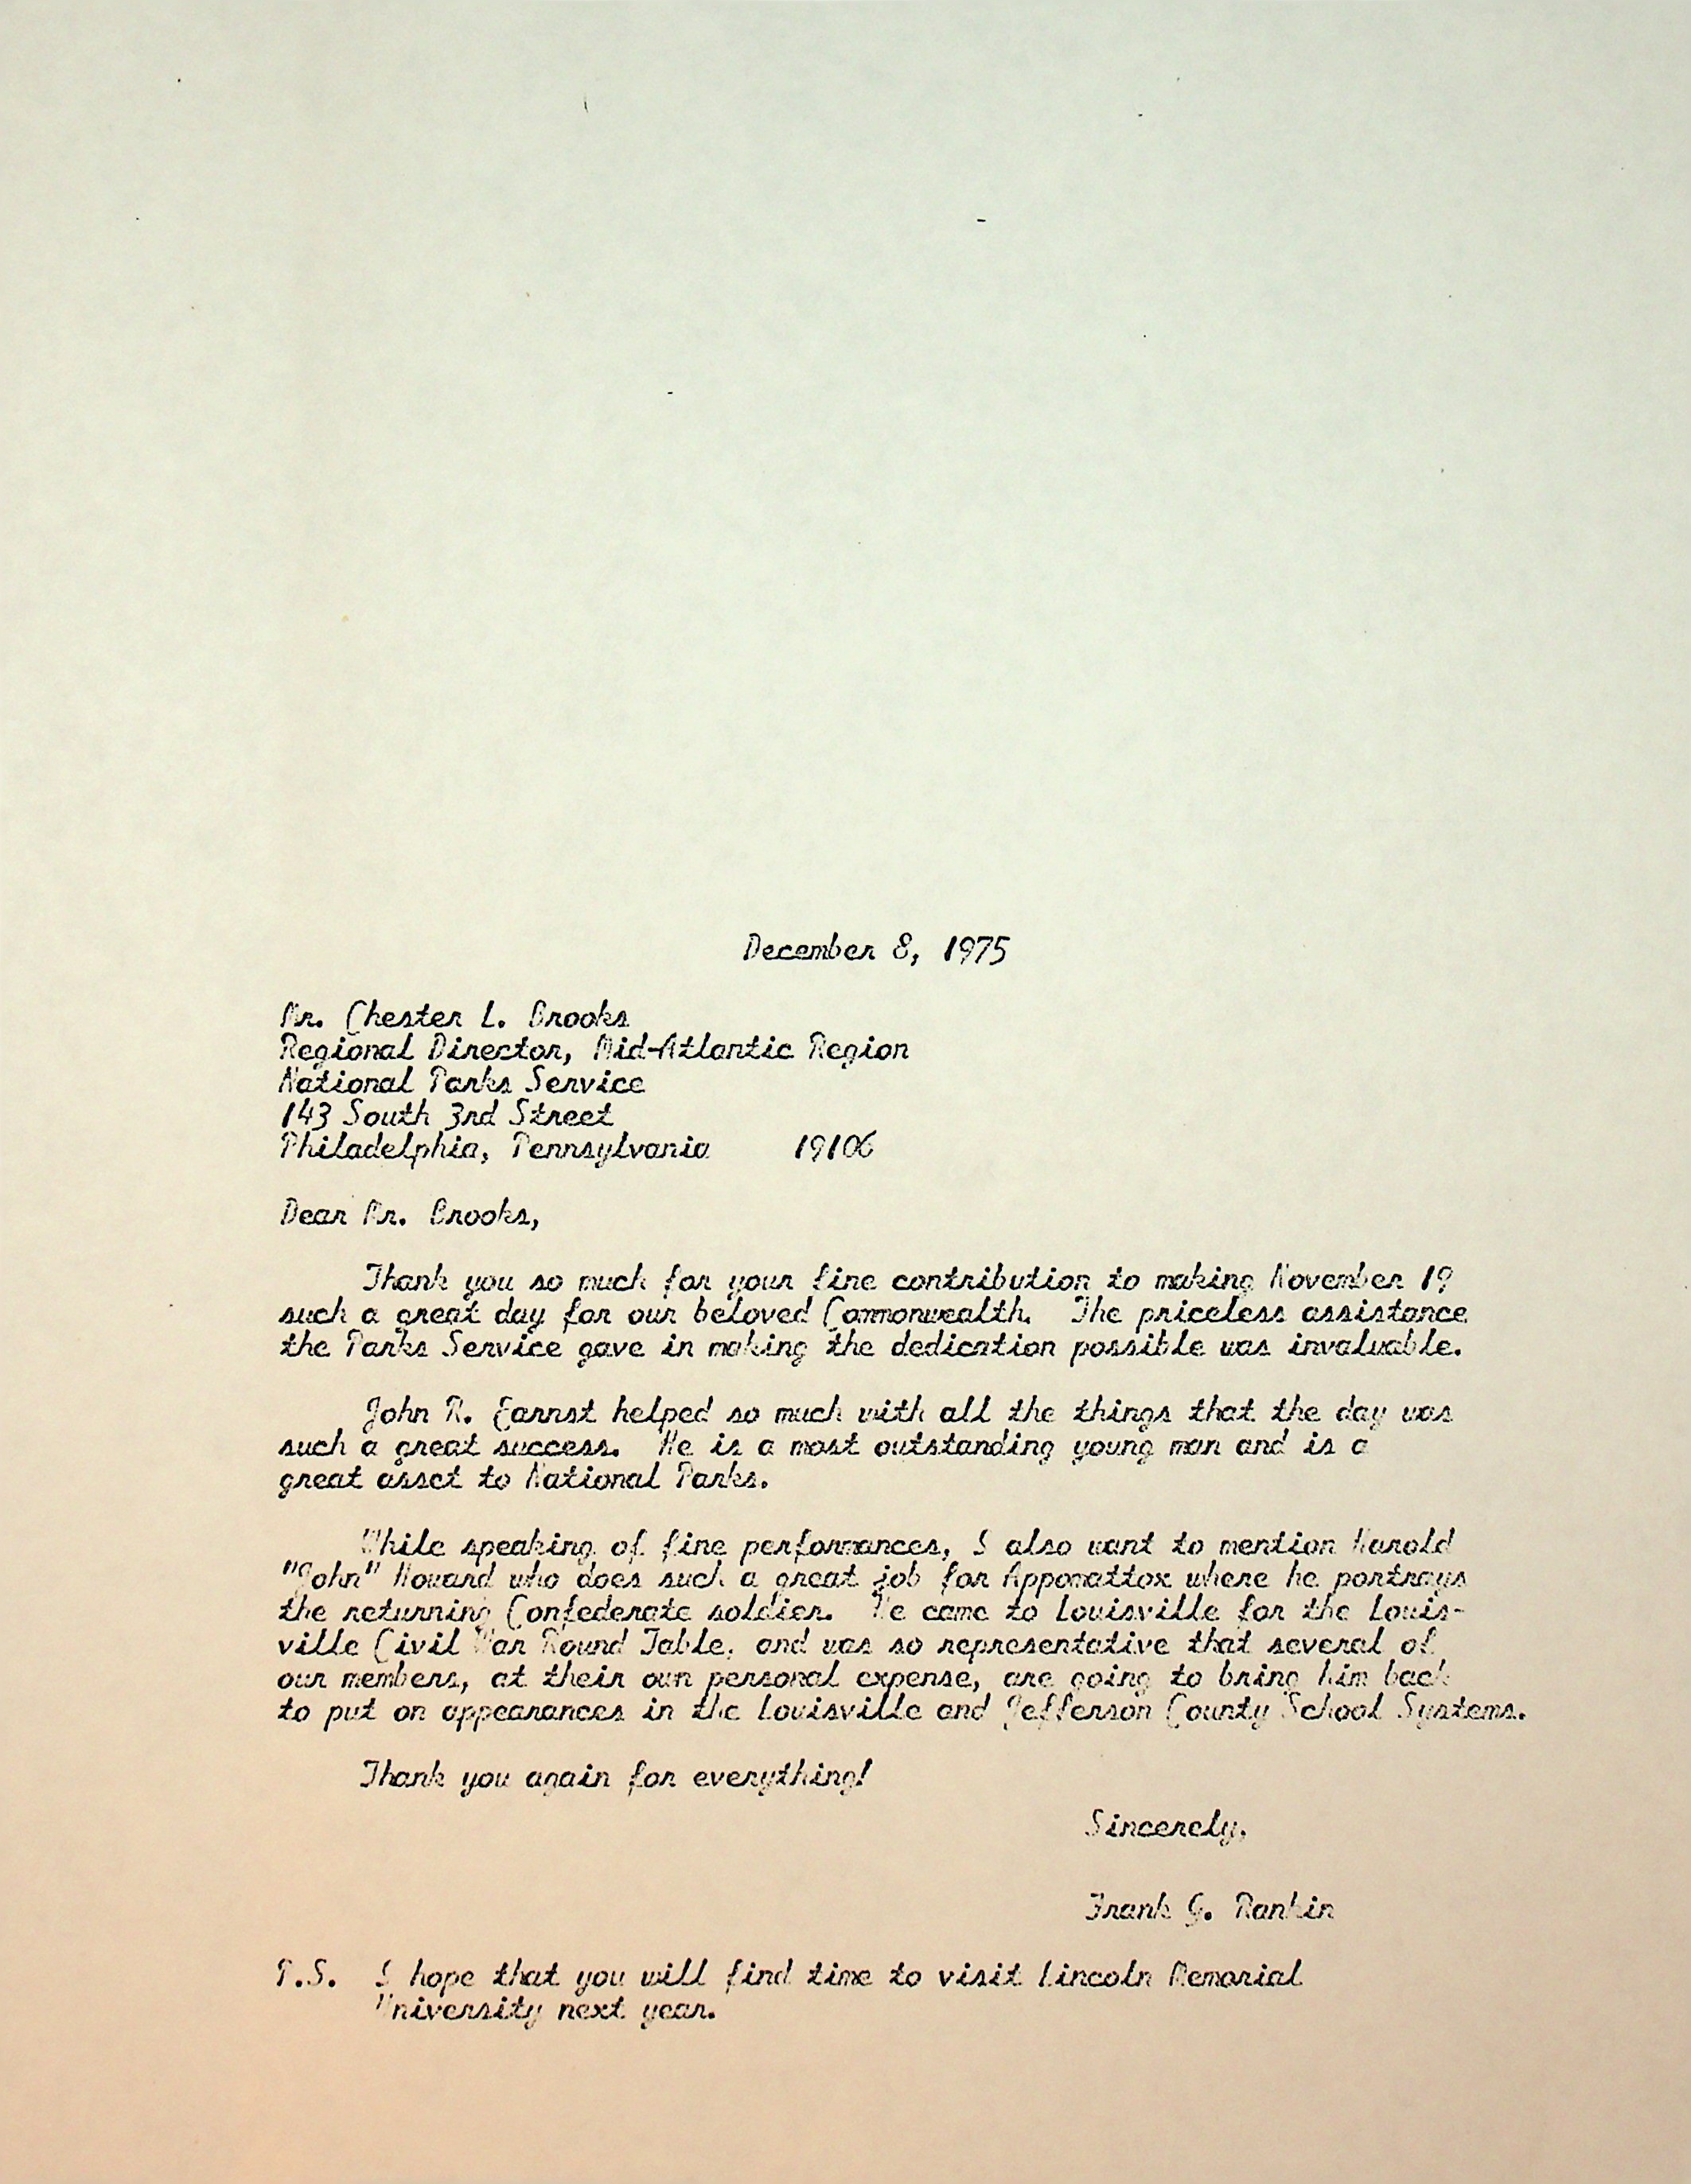 December 8, 1975
Mr. Chester L. Brooks
Regional Director, Mid-Atlantic Region
National Parks Service
143 South 3rd Street
Philadelphia, Pennsylvania 19106
Dear Mr. Brooks,
Thank you so much for your fine contribution to making November 19
such a great day for our beloved Commonwealth. The priceless assistance
the Parks Service gave in making the dedication possible was invaluable.
John R. Earnst helped so much with all the things that the day was
such a great success. He is a most outstanding young man and is a
great asset to National Parks.
While speaking of fine performances, I also want to mention Harold
"John" Howard who does such a great job for Appomattox where he portrays
the returning Confederate soldier. He came to Louisville for the Louis-
ville Civil War Round Table, and was so representative that several of
our members, at their own personal expense, are going to bring him back
to put on appearances in the Louisville and Jefferson County School Systems.
Thank you again for everything!
Sincerely,
Frank G. Rankin
P.S. I hope that you will find time to visit Lincoln Memorial
University next year.